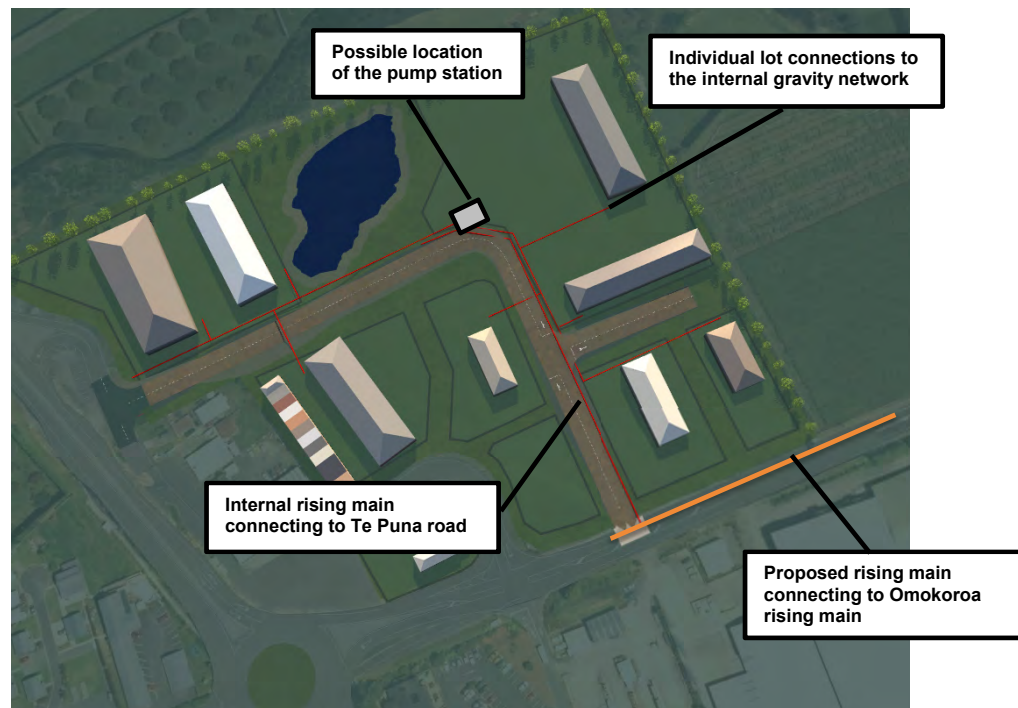 Possible location
of the pump station
Individual lot connections to
the internal gravity network
Internal rising main
connecting to Te Puna road
Proposed rising main
connecting to Omokoroa
rising main